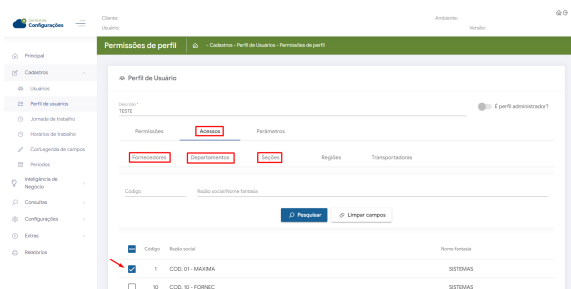 Central de
Configurações
Cliente:
Ambiente:
Usuário:
Versão:
Permissões de perfil
- Cadastros - Perfil de Usuários - Permissões de perfil
Principal
Cadastros
Usuários
Perfil de usuários
Jornada de trabalho
Horários de trabalho
Cor/Legenda de campos
Períodos
Inteligência de
Negócio
Consultas
Configurações
Extras
Relatórios
Perfil de Usuário
Descrição*
TESTE
É perfil administrador?
Permissões
Acessos
Parâmetros
Fornecedores
Departamentos
Seções
Regiões
Transportadoras
Código
Razão social/Nome fantasia
Pesquisar
Limpar campos
Código
Razão social
Nome fantasia
1
COD. 01 - MAXIMA
SISTEMAS
10
COD. 10 - FORNEC
SISTEMAS